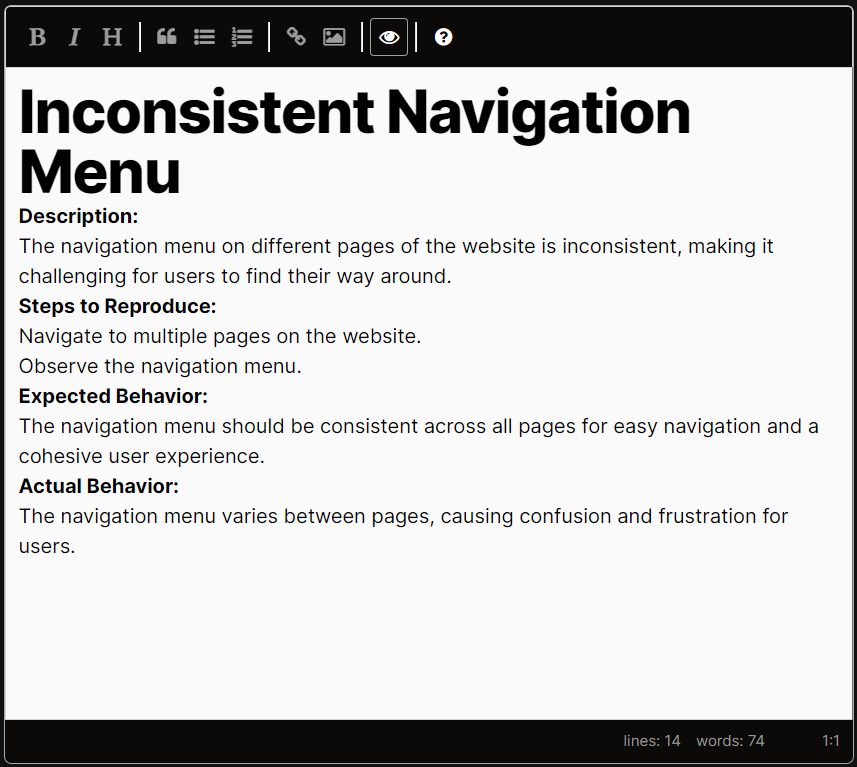 B I H
Inconsistent Navigation
Menu
Description:
The navigation menu on different pages of the website is inconsistent, making it
challenging for users to find their way around.
Steps to Reproduce:
Navigate to multiple pages on the website.
Observe the navigation menu.
Expected Behavior:
The navigation menu should be consistent across all pages for easy navigation and a
cohesive user experience.
Actual Behavior:
The navigation menu varies between pages, causing confusion and frustration for
users.
lines: 14 words: 74 1:1